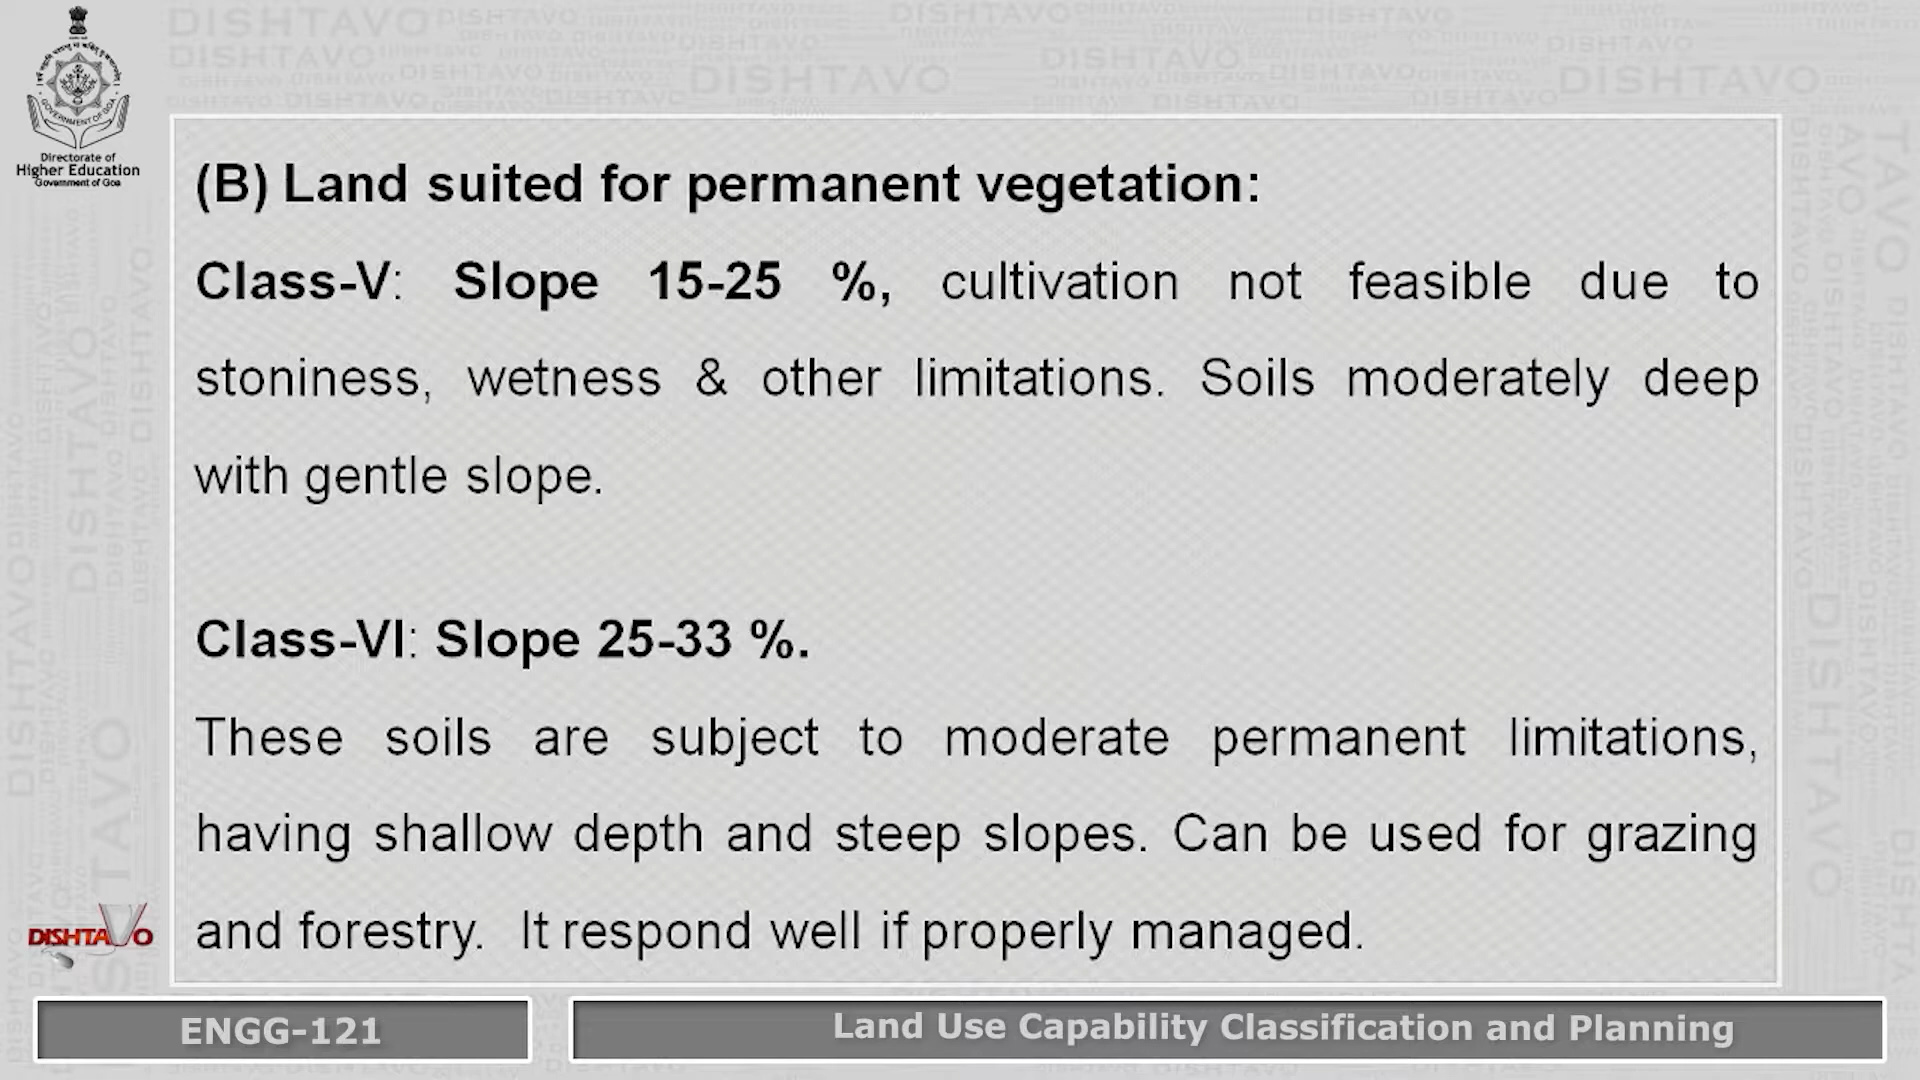 Directorate of
Higher Education
Government of Goa
(B) Land suited for permanent vegetation:
Class-V: Slope 15-25 %, cultivation not feasible due to
stoniness, wetness & other limitations. Soils moderately deep
with gentle slope.
Class-VI: Slope 25-33 %.
These soils are subject to moderate permanent limitations,
having shallow depth and steep slopes. Can be used for grazing
and forestry. It respond well if properly managed.
DISHTAVO
ENGG-121
Land Use Capability Classification and Planning